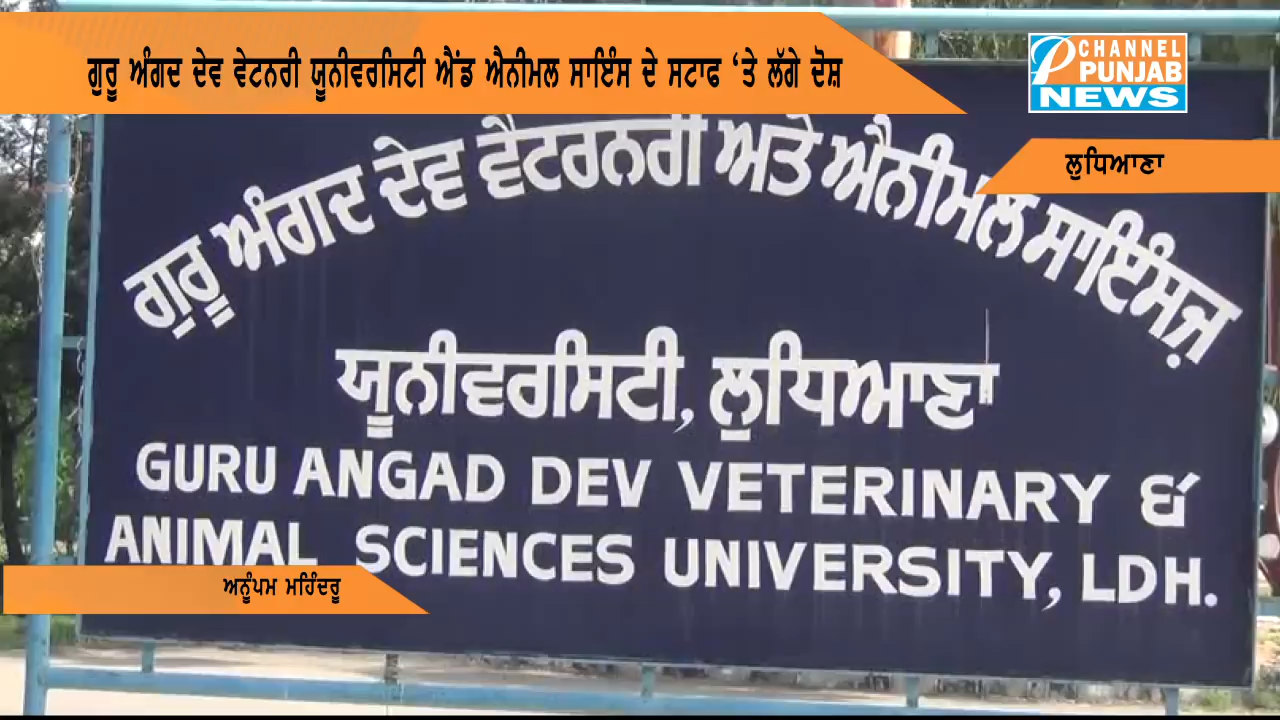 ਗੁਰੂ ਅੰਗਦ ਦੇਵ ਵੇਟਨਰੀ ਯੂਨੀਵਰਸਿਟੀ ਐਂਡ ਐਨੀਮਲ ਸਾਇੰਸ ਦੇ ਸਟਾਫ ‘ਤੇ ਲੱਗੇ ਦੋਸ਼
CHANNEL
PUNJAB
NEWS
ਲੁਧਿਆਣਾ
ਗੁਰੂ ਅੰਗਦ ਦੇਵ ਵੈਟਰਨਰੀ ਅਤੇ ਐਨੀਮਲ ਸਾਇੰਸਜ਼
ਯੂਨੀਵਰਸਿਟੀ, ਲੁਧਿਆਣਾ
GURU ANGAD DEV VETERINARY &
ANIMAL SCIENCES UNIVERSITY, LDH.
ਅਨੂੰਪਮ ਮਹਿੰਦਰੂ